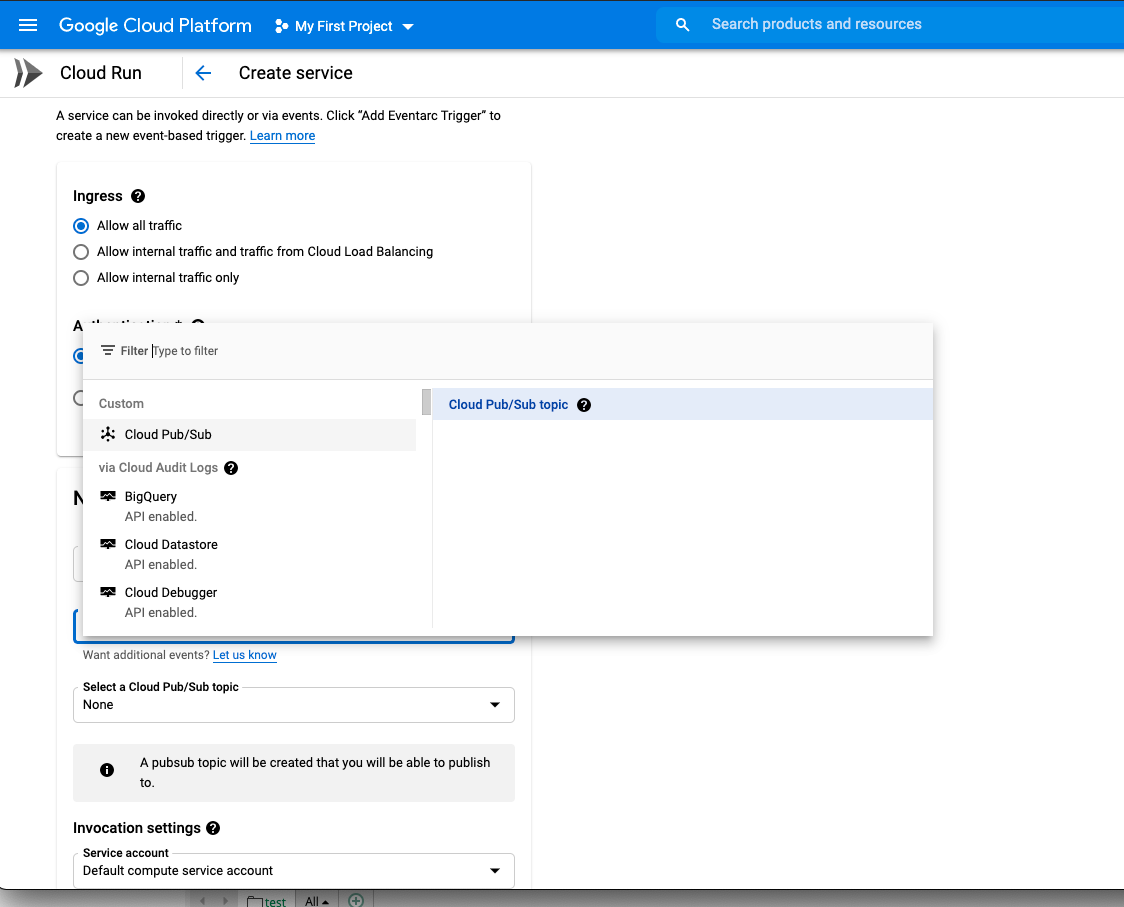 Google Cloud Platform
My First Project
Search products and resources
Cloud Run
Create service
A service can be invoked directly or via events. Click “Add Eventarc Trigger” to
create a new event-based trigger. Learn more
Ingress
Allow all traffic
Allow internal traffic and traffic from Cloud Load Balancing
Allow internal traffic only
Authentication *
Filter Type to filter
Custom
Cloud Pub/Sub
via Cloud Audit Logs
BigQuery
API enabled.
Cloud Datastore
API enabled.
Cloud Debugger
API enabled.
Cloud Pub/Sub topic
Want additional events? Let us know
Select a Cloud Pub/Sub topic
None
A pubsub topic will be created that you will be able to publish
to.
Invocation settings
Service account
Default compute service account
test
All